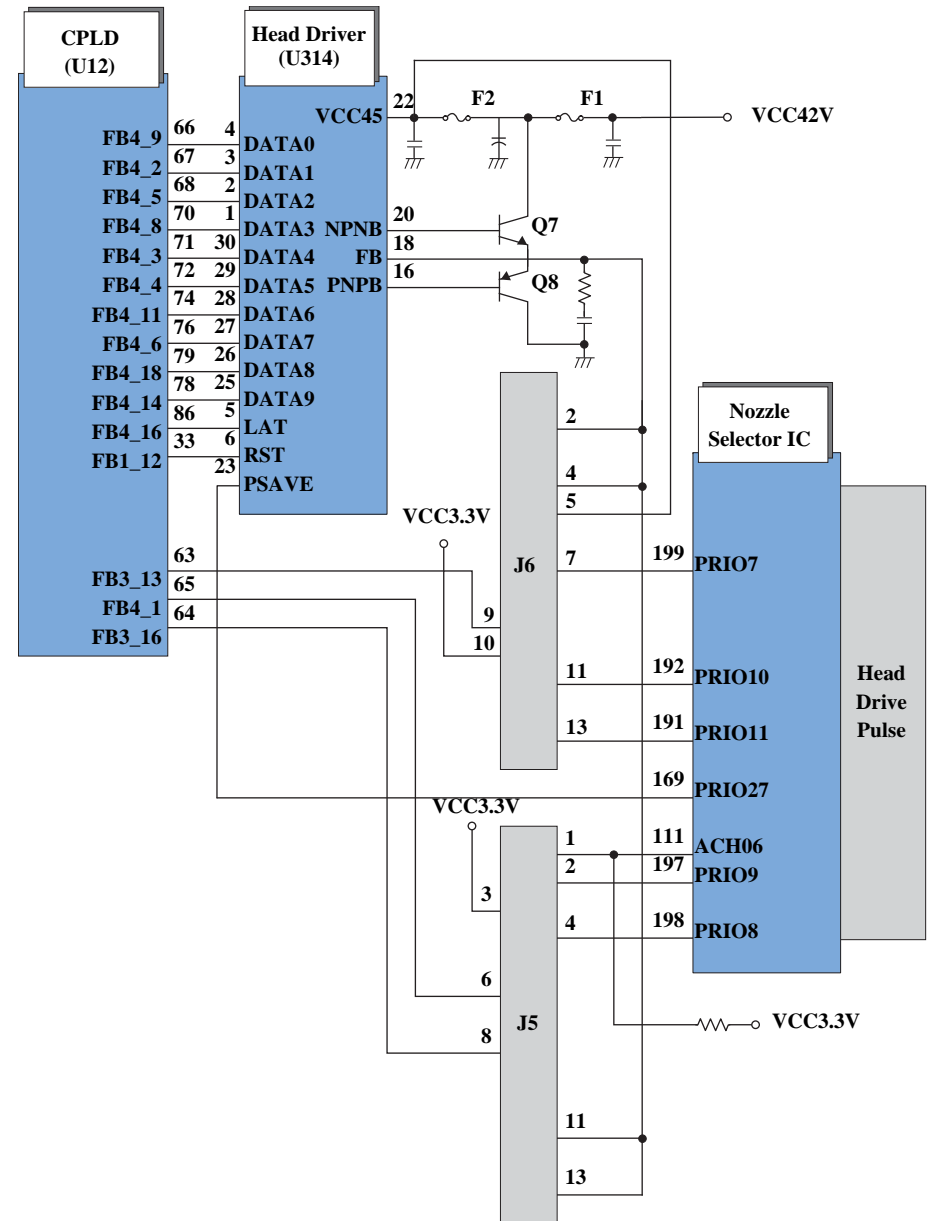 CPLD
(U12)
Head Driver
(U314)
VCC45
22
F2
F1
VCC42V
FB4_9
66
4
DATA0
FB4_2
67
3
DATA1
FB4_5
68
2
DATA2
FB4_8
70
1
DATA3
NPNB
20
Q7
FB4_3
71
30
DATA4
FB
18
FB4_4
72
29
DATA5
PNPB
16
Q8
FB4_11
74
28
DATA6
FB4_6
76
27
DATA7
FB4_18
79
26
DATA8
FB4_14
78
25
DATA9
FB4_16
86
5
LAT
FB1_12
33
6
RST
23
PSAVE
FB3_13
63
FB4_1
65
FB3_16
64
VCC3.3V
J6
2
4
5
7
9
10
11
13
Nozzle
Selector IC
199
PRIO7
192
PRIO10
191
PRIO11
169
PRIO27
111
ACH06
197
PRIO9
198
PRIO8
Head
Drive
Pulse
VCC3.3V
J5
1
2
3
4
6
8
11
13
VCC3.3V